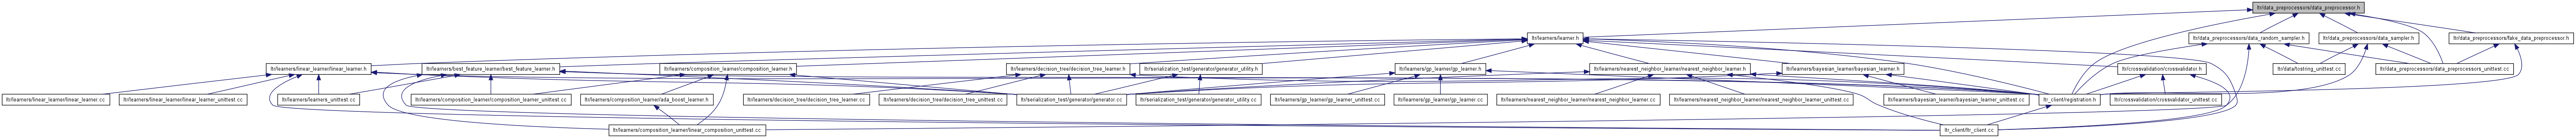 ltr/data_preprocessors/data_preprocessor.h
ltr/learners/learner.h
ltr/data_preprocessors/data_random_sampler.h
ltr/data_preprocessors/data_sampler.h
ltr/data_preprocessors/fake_data_preprocessor.h
ltr/learners/linear_learner/linear_learner.h
ltr/learners/best_feature_learner/best_feature_learner.h
ltr/learners/composition_learner/composition_learner.h
ltr/learners/decision_tree/decision_tree_learner.h
ltr/serialization_test/generator/generator_utility.h
ltr/learners/gp_learner/gp_learner.h
ltr/learners/nearest_neighbor_learner/nearest_neighbor_learner.h
ltr/learners/bayesian_learner/bayesian_learner.h
ltr/crossvalidation/crossvalidator.h
ltr/data/tostring_unittest.cc
ltr/data_preprocessors/data_preprocessors_unittest.cc
ltr/learners/linear_learner/linear_learner.cc
ltr/learners/linear_learner/linear_learner_unittest.cc
ltr/learners/learners_unittest.cc
ltr/learners/composition_learner/composition_learner_unittest.cc
ltr/learners/composition_learner/ada_boost_learner.h
ltr/learners/decision_tree/decision_tree_learner.cc
ltr/learners/decision_tree/decision_tree_unittest.cc
ltr/serialization_test/generator/generator.cc
ltr/serialization_test/generator/generator_utility.cc
ltr/learners/gp_learner/gp_learner_unittest.cc
ltr/learners/gp_learner/gp_learner.cc
ltr/learners/nearest_neighbor_learner/nearest_neighbor_learner.cc
ltr/learners/nearest_neighbor_learner/nearest_neighbor_learner_unittest.cc
ltr/learners/bayesian_learner/bayesian_learner_unittest.cc
ltr_client/registration.h
ltr/crossvalidation/crossvalidator_unittest.cc
ltr/learners/composition_learner/linear_composition_unittest.cc
ltr_client/ltr_client.cc